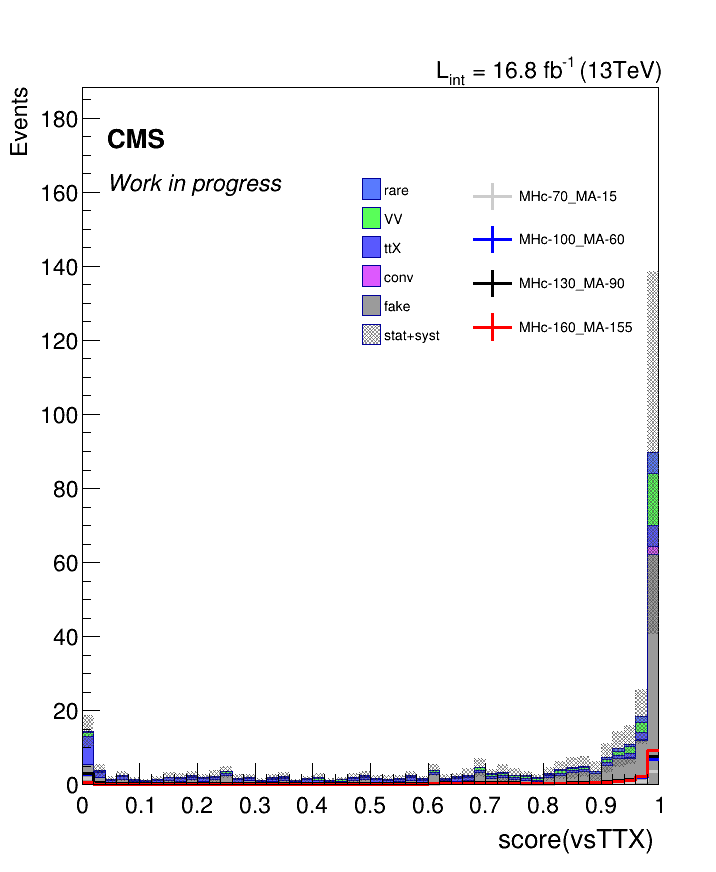 L_int = 16.8 fb^-1 (13TeV)
Events
CMS
Work in progress
rare
VV
ttX
conv
fake
stat+syst
MHc-70_MA-15
MHc-100_MA-60
MHc-130_MA-90
MHc-160_MA-155
180
160
140
120
100
80
60
40
20
0
0 0.1 0.2 0.3 0.4 0.5 0.6 0.7 0.8 0.9 1
score(vsTTX)